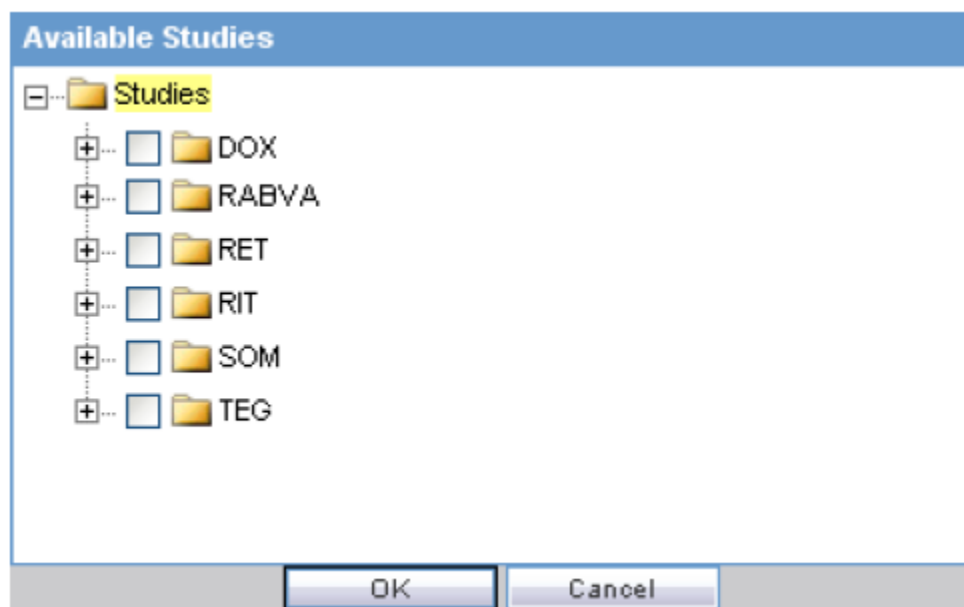 Available Studies
Studies
DOX
RABVA
RET
RIT
SOM
TEG
OK Cancel